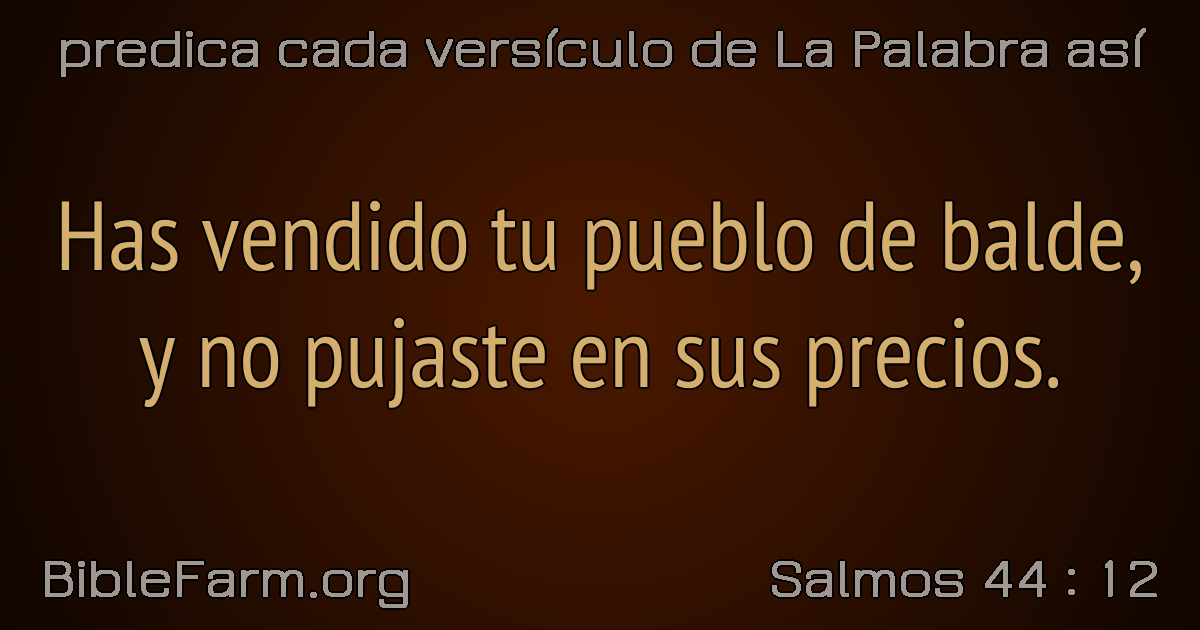 predica cada versículo de La Palabra así
Has vendido tu pueblo de balde,
y no pujaste en sus precios.
BibleFarm.org
Salmos 44 : 12